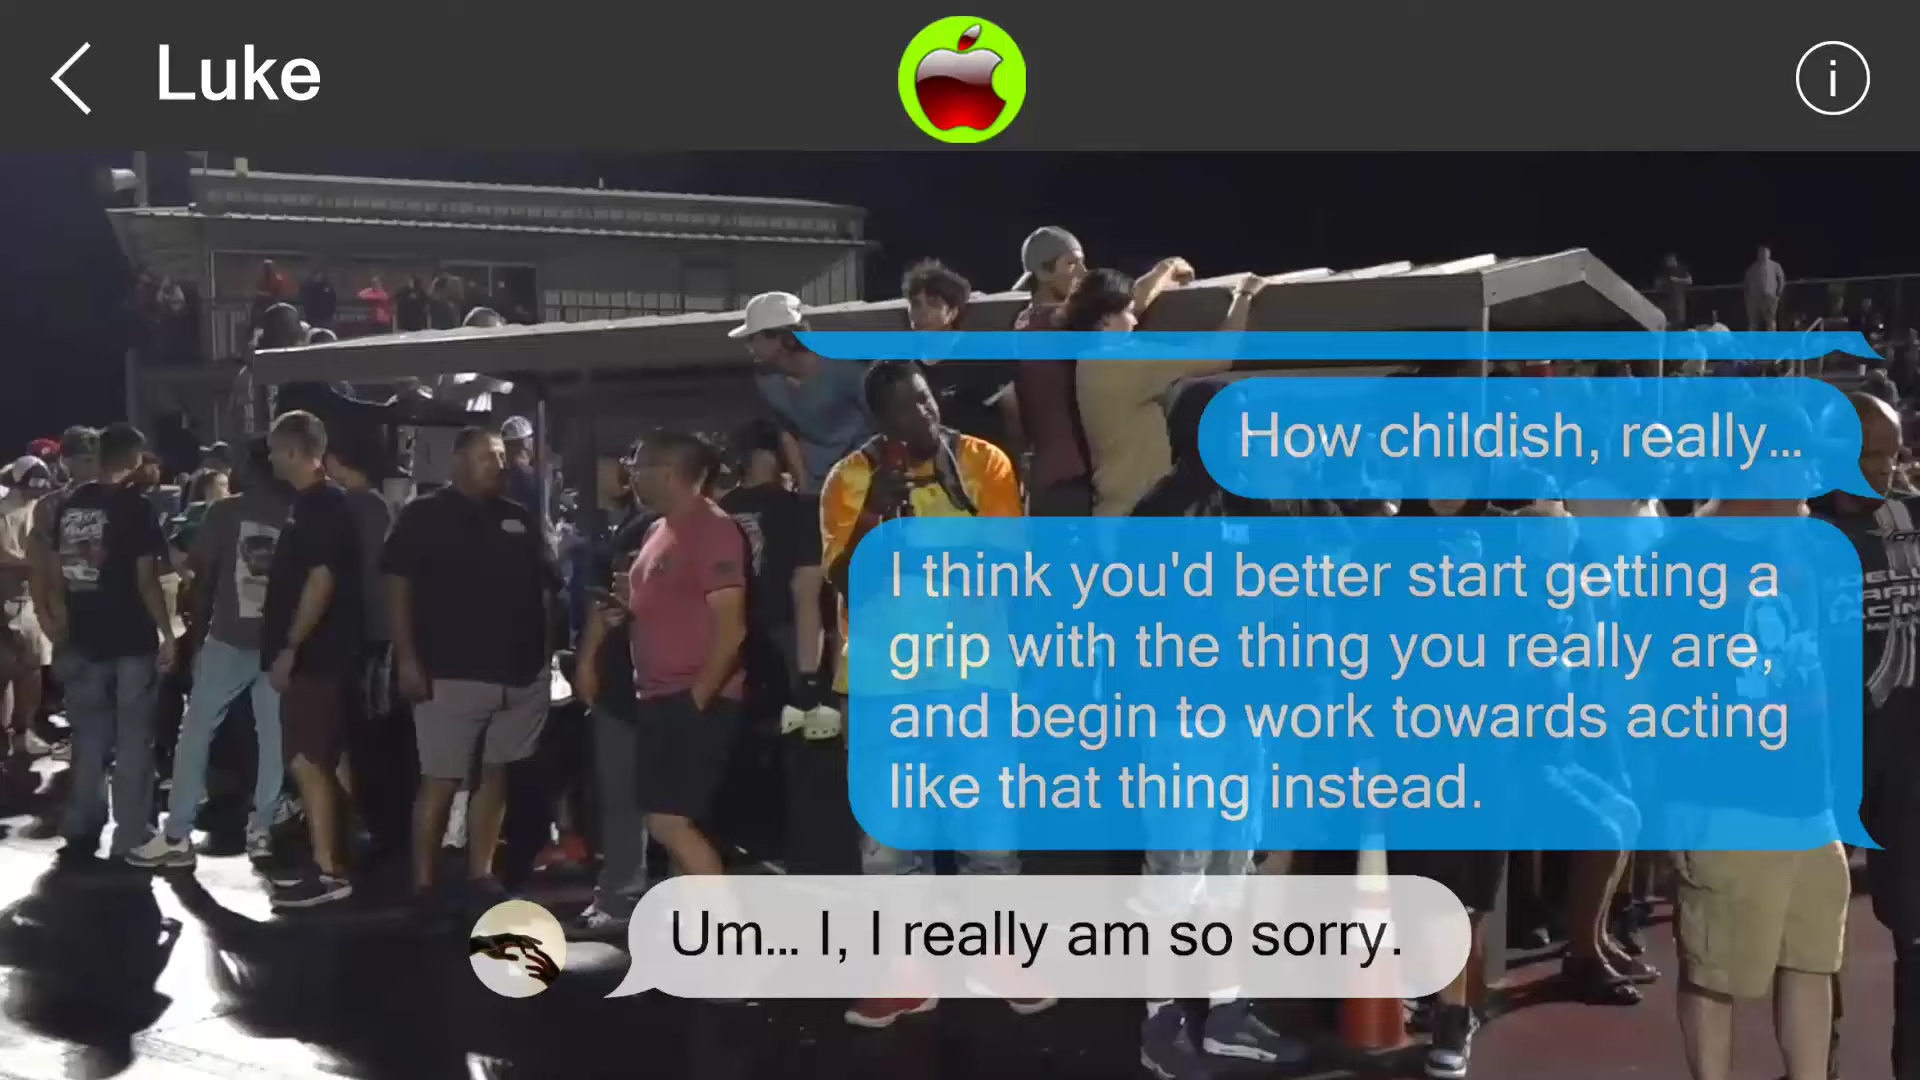 Luke
How childish, really...
I think you'd better start getting a
grip with the thing you really are,
and begin to work towards acting
like that thing instead.
Um... I, I really am so sorry.